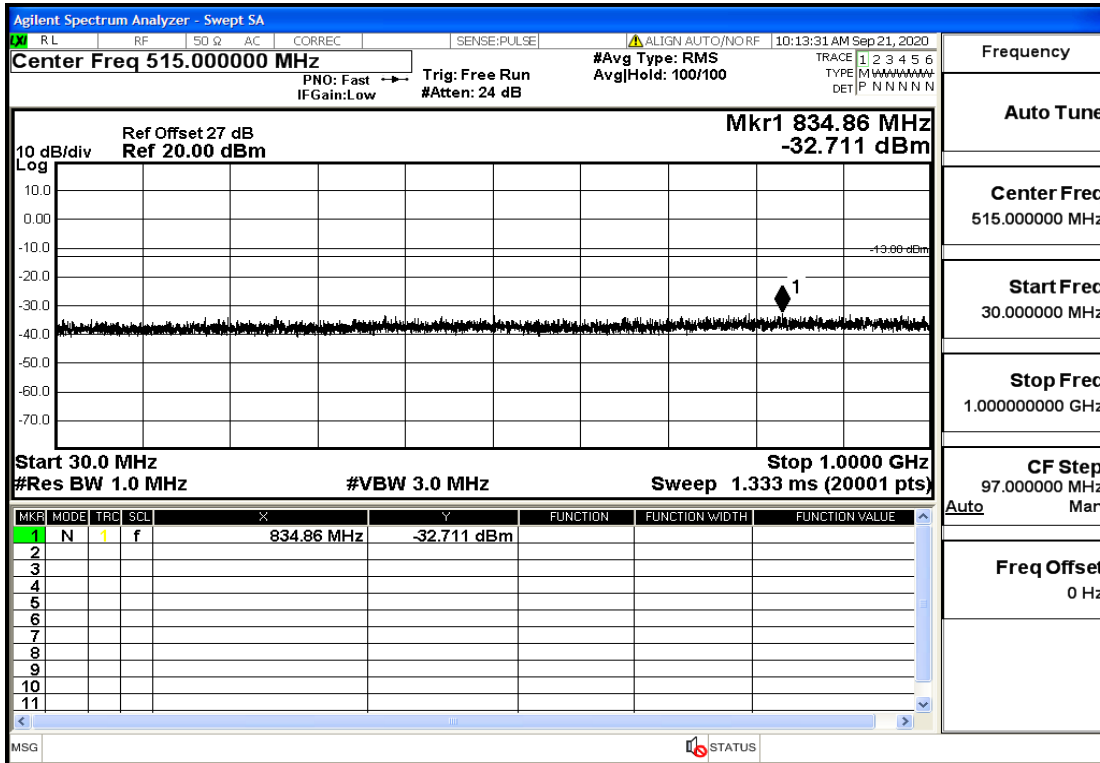 Agilent Spectrum Analyzer - Swept SA
LXI RL RF 50 Ω AC CORREC SENSE:PULSE ALIGN AUTO/NO RF 10:13:31 AM Sep 21, 2020
Center Freq 515.000000 MHz
PNO: Fast
IFGain:Low
Trig: Free Run
#Atten: 24 dB
#Avg Type: RMS
Avg|Hold: 100/100
TRACE 1 2 3 4 5 6
TYPE M WWWWW
DET P N N N N N
Ref Offset 27 dB
10 dB/div Ref 20.00 dBm
Log
Mkr1 834.86 MHz
-32.711 dBm
10.0
0.00
-10.0
-13.00 dBm
-20.0
1
-30.0
-40.0
-50.0
-60.0
-70.0
Start 30.0 MHz Stop 1.0000 GHz
#Res BW 1.0 MHz #VBW 3.0 MHz Sweep 1.333 ms (20001 pts)
MKR MODE TRC SCL X Y FUNCTION FUNCTION WIDTH FUNCTION VALUE
1 N 1 f 834.86 MHz -32.711 dBm
2
3
4
5
6
7
8
9
10
11
MSG STATUS
Frequency
Auto Tune
Center Freq
515.000000 MHz
Start Freq
30.000000 MHz
Stop Freq
1.000000000 GHz
CF Step
97.000000 MHz
Auto Man
Freq Offset
0 Hz